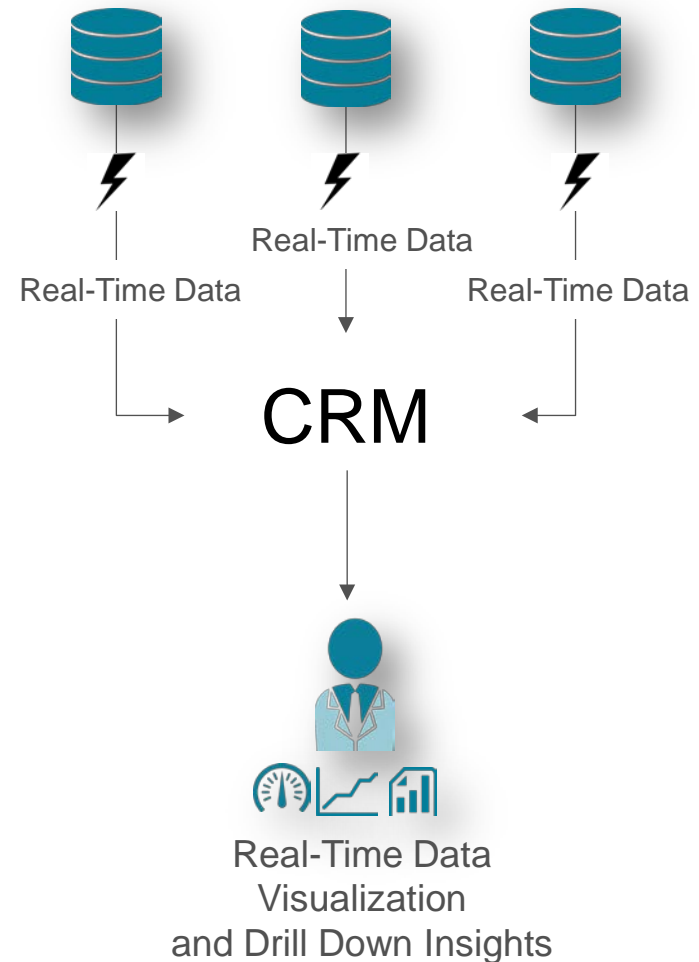 Real-Time Data
Real-Time Data
Real-Time Data
CRM
Real-Time Data
Visualization
and Drill Down Insights